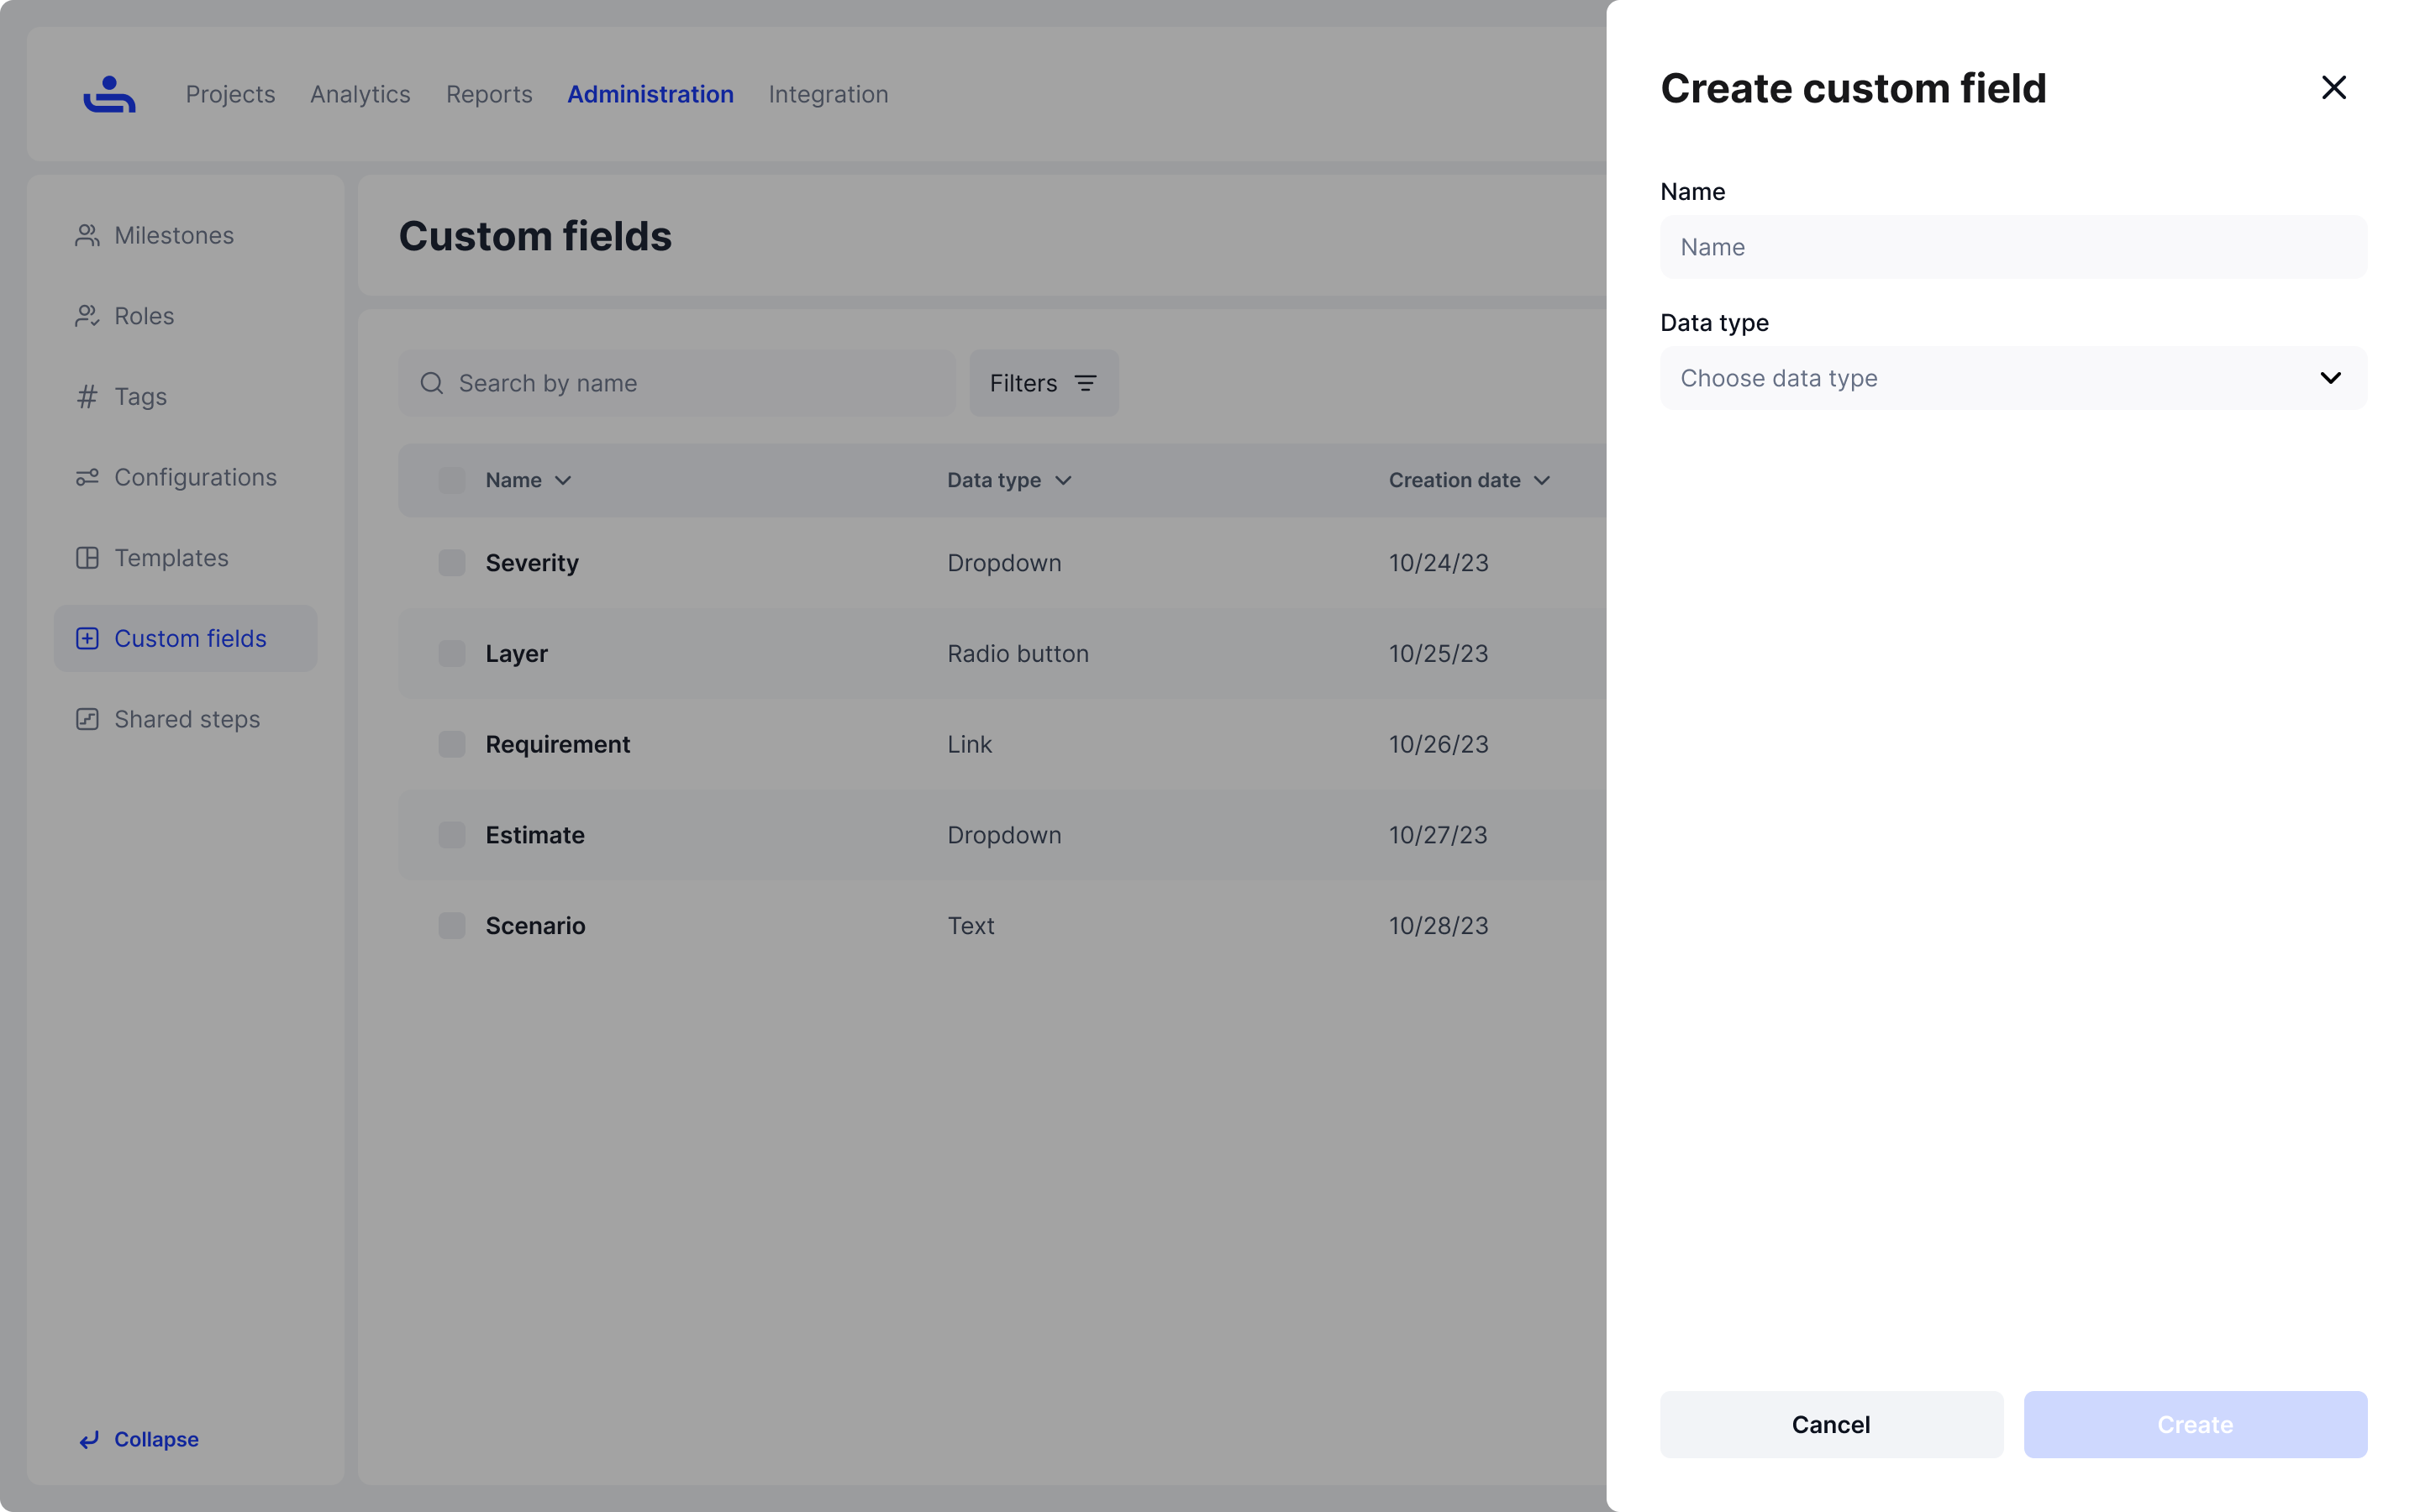 Projects Analytics Reports Administration Integration
Milestones
Roles
Tags
Configurations
Templates
Custom fields
Shared steps
Collapse
Custom fields
Search by name
Filters
Name Data type Creation date
Severity Dropdown 10/24/23
Layer Radio button 10/25/23
Requirement Link 10/26/23
Estimate Dropdown 10/27/23
Scenario Text 10/28/23
Create custom field
Name
Name
Data type
Choose data type
Cancel
Create